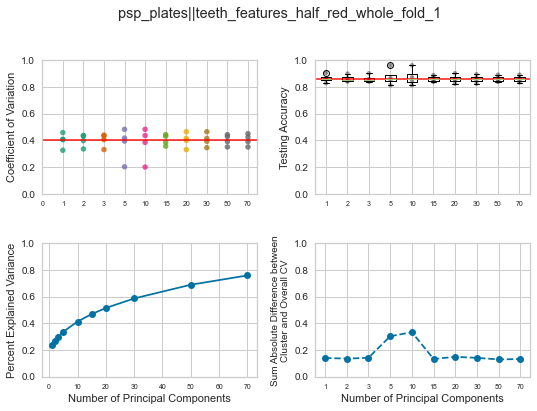 psp_plates||teeth_features_half_red_whole_fold_1
Coefficient of Variation
1.0
0.8
0.6
0.4
0.2
0.0
0 1 2 3 5 10 15 20 30 50 70
Testing Accuracy
1.0
0.8
0.6
0.4
0.2
0.0
1 2 3 5 10 15 20 30 50 70
Percent Explained Variance
1.0
0.8
0.6
0.4
0.2
0.0
0 10 20 30 40 50 60 70
Number of Principal Components
Sum Absolute Difference between
Cluster and Overall CV
1.0
0.8
0.6
0.4
0.2
0.0
1 2 3 5 10 15 20 30 50 70
Number of Principal Components